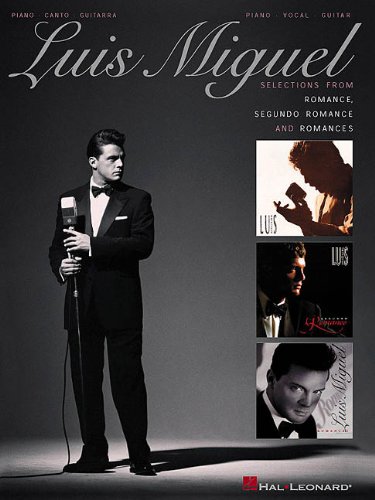 PIANO · CANTO · GUITARRA
PIANO · VOCAL · GUITAR
Luis Miguel
SELECTIONS FROM
ROMANCE,
SEGUNDO ROMANCE
AND ROMANCES
LUIS
LUIS
SEGUNDO
Romance
Luis Miguel
ROMANCES
HAL•LEONARD®